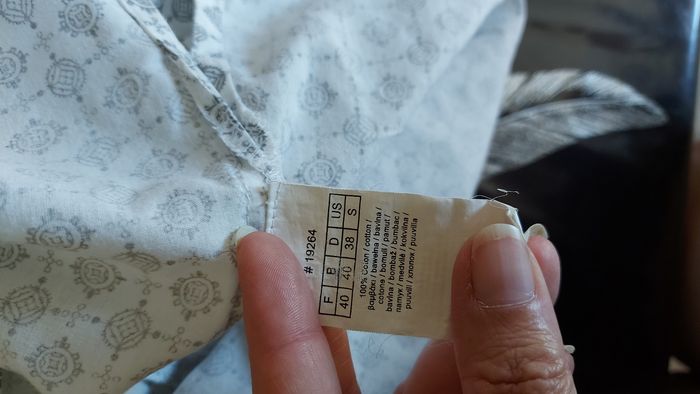 #19264
F B D US
40 40 38 S
100% coton / cotton /
βαμβάκι / bawełna / bavlna /
cotone / bomuld / pamut /
bavlna / bombaž / bumbac /
памук / medvilė / kokvilna /
puuvill / хлопок / puuvilla